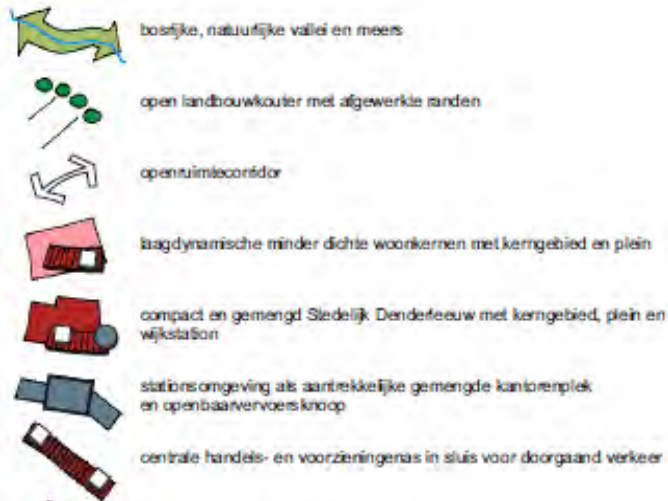 bosrijke, natuurlijke vallei en meers
open landbouwkouter met afgewerkte randen
openruimtecorridor
laagdynamische minder dichte woonkernen met kerngebied en plein
compact en gemengd Stedelijk Denderleeuw met kerngebied, plein en
wijkstation
stationsomgeving als aantrekkelijke gemengde kantorenplek
en openbaarvervoersknoop
centrale handels- en voorzieningenas in sluis voor doorgaand verkeer